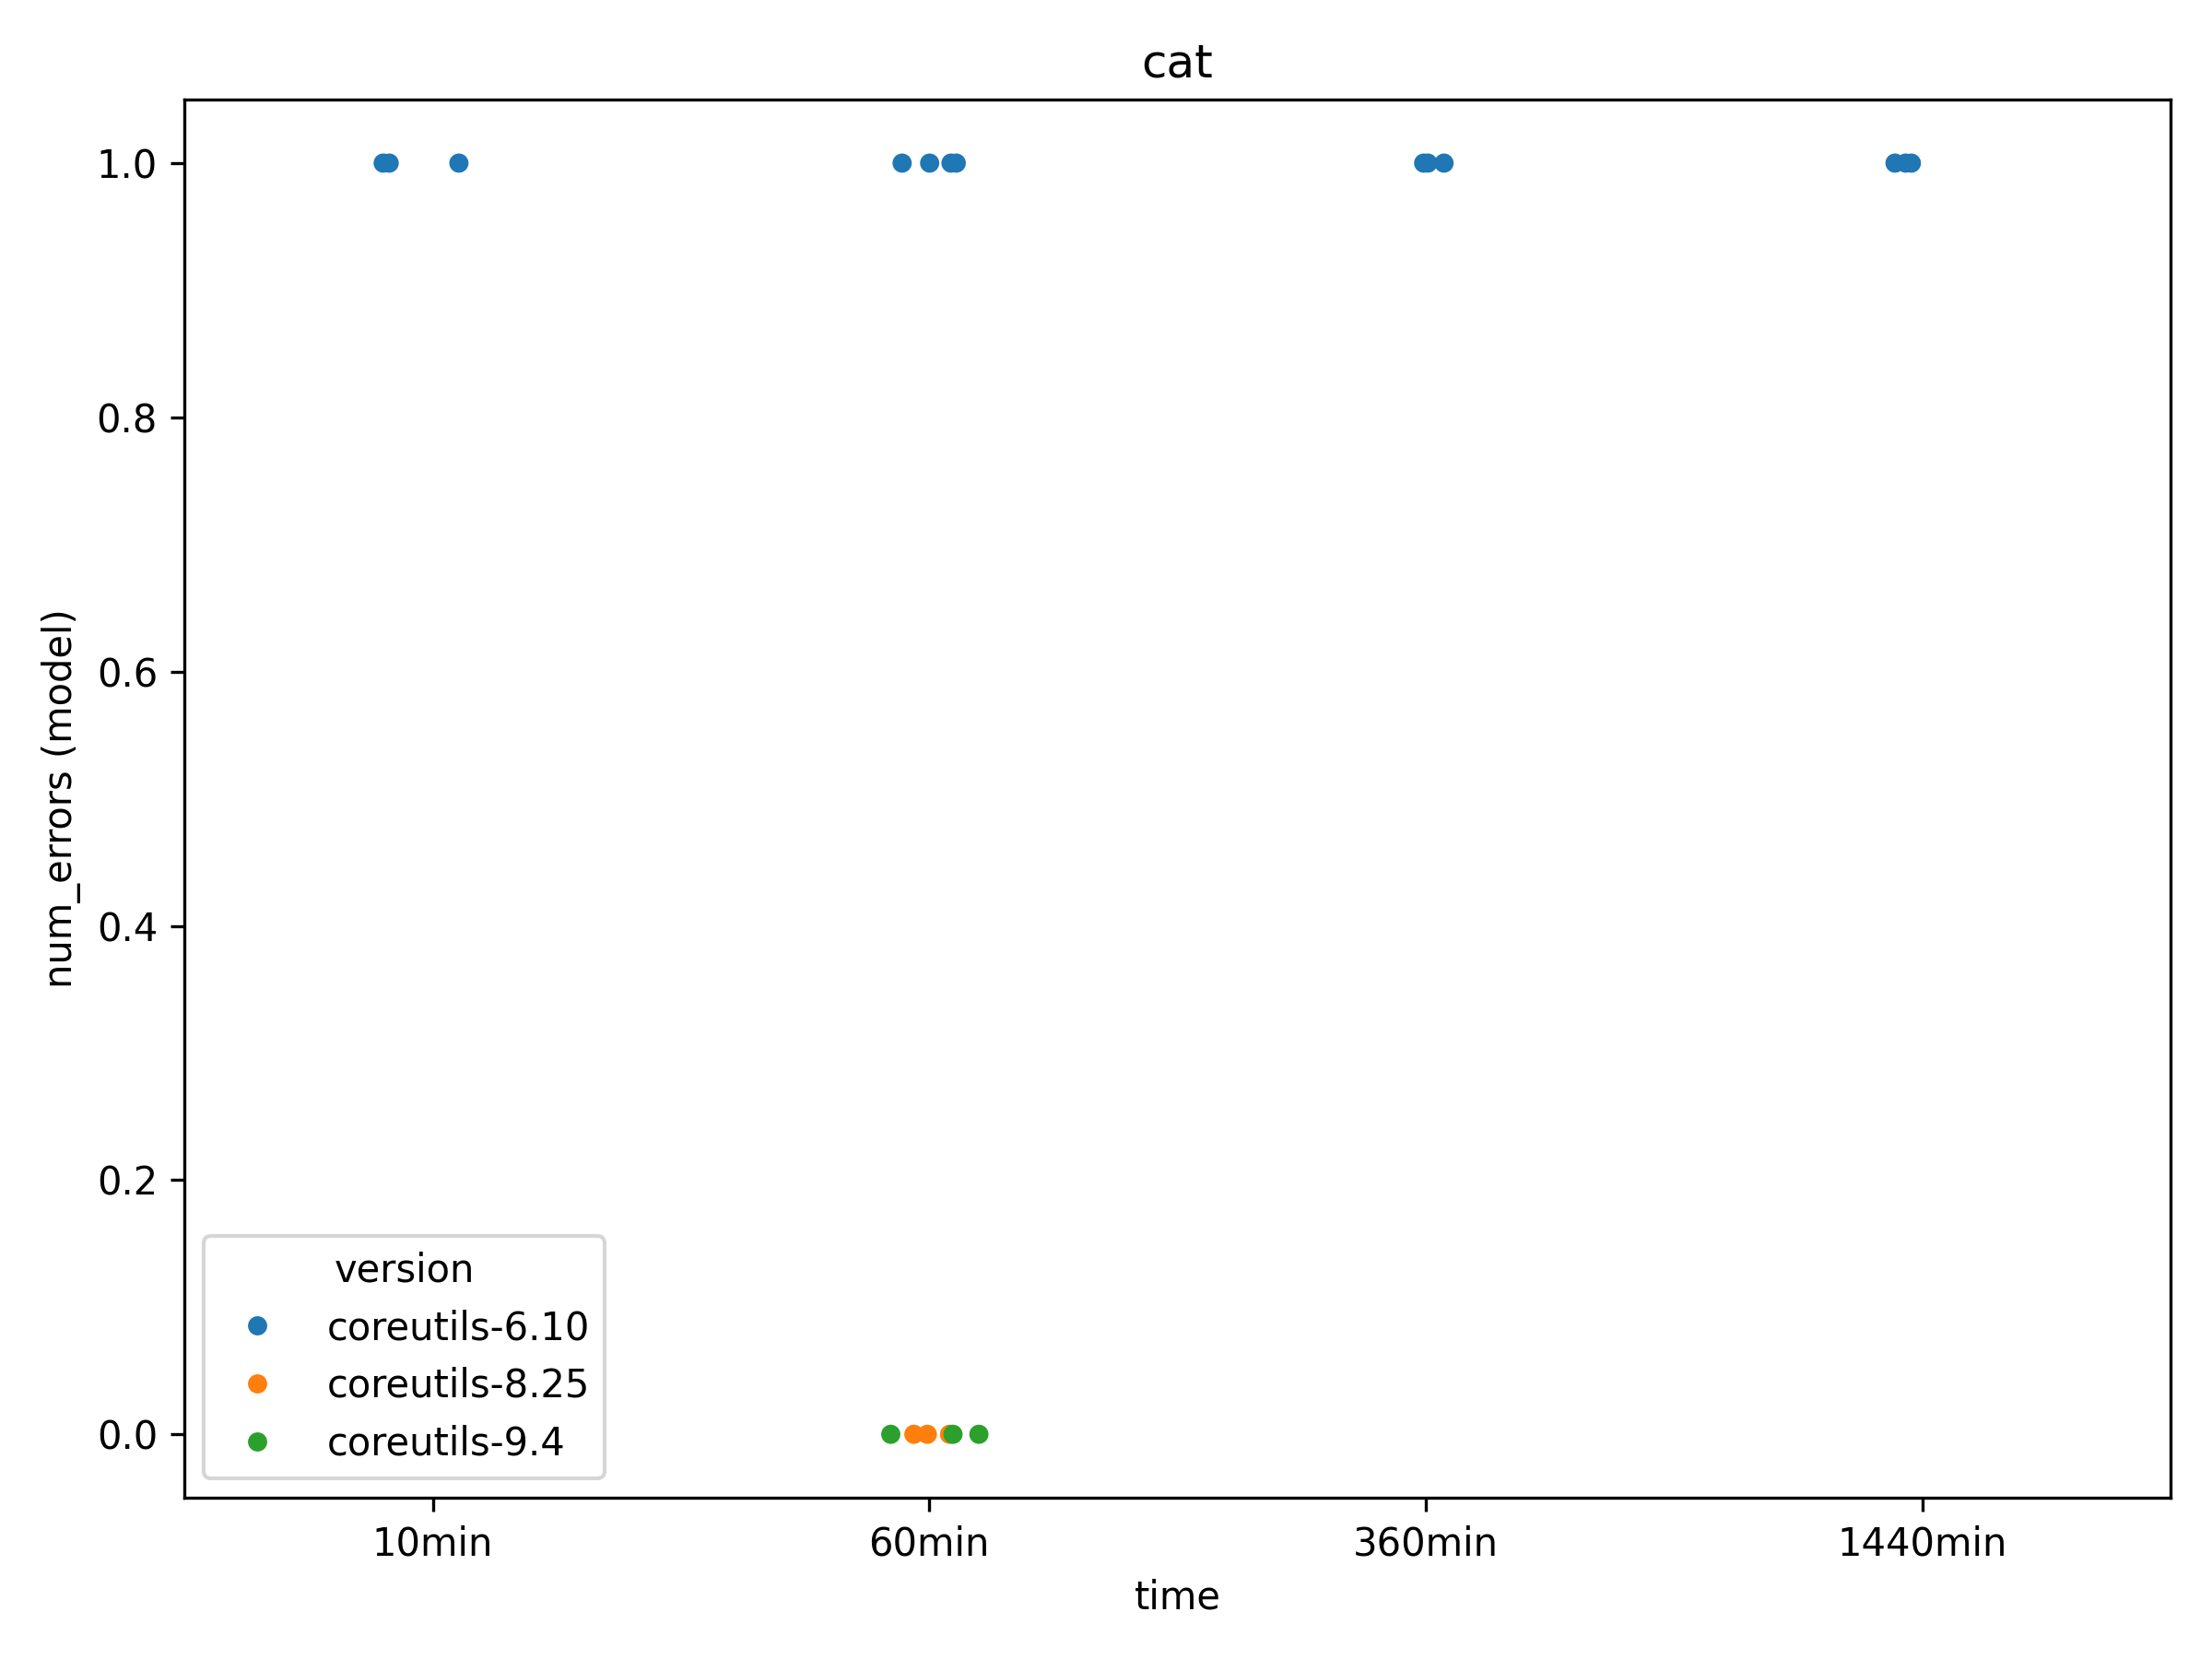 cat
1.0
0.8
0.6
0.4
0.2
0.0
num_errors (model)
version
coreutils-6.10
coreutils-8.25
coreutils-9.4
10min
60min
360min
1440min
time